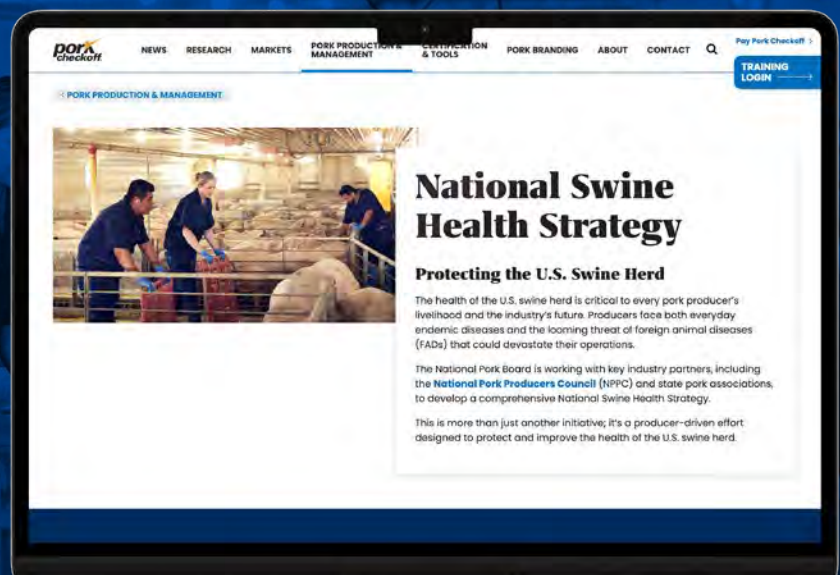 pork checkoff
NEWS
RESEARCH
MARKETS
PORK PRODUCTION &
MANAGEMENT
CERTIFICATION
& TOOLS
PORK BRANDING
ABOUT
CONTACT
Pay Pork Checkoff >
TRAINING
LOGIN
< PORK PRODUCTION & MANAGEMENT
National Swine
Health Strategy
Protecting the U.S. Swine Herd
The health of the U.S. swine herd is critical to every pork producer's
livelihood and the industry's future. Producers face both everyday
endemic diseases and the looming threat of foreign animal diseases
(FADs) that could devastate their operations.
The National Pork Board is working with key industry partners, including
the National Pork Producers Council (NPPC) and state pork associations,
to develop a comprehensive National Swine Health Strategy.
This is more than just another initiative; it's a producer-driven effort
designed to protect and improve the health of the U.S. swine herd.